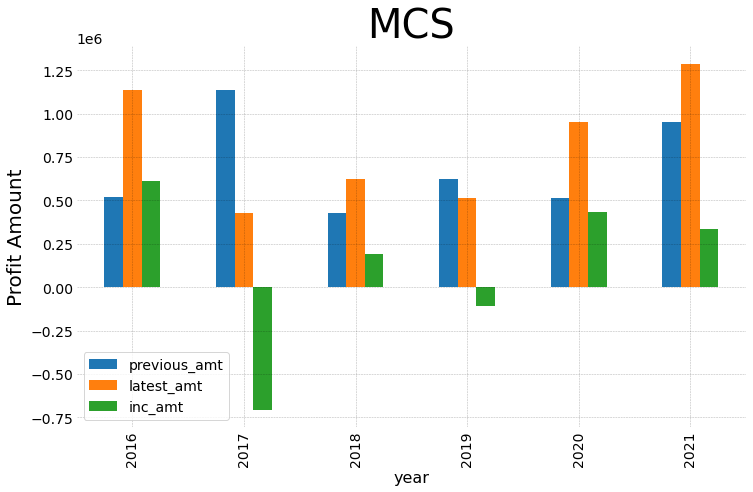 MCS
1e6
1.25
1.00
0.75
0.50
0.25
0.00
−0.25
−0.50
−0.75
Profit Amount
previous_amt
latest_amt
inc_amt
2016 2017 2018 2019 2020 2021
year